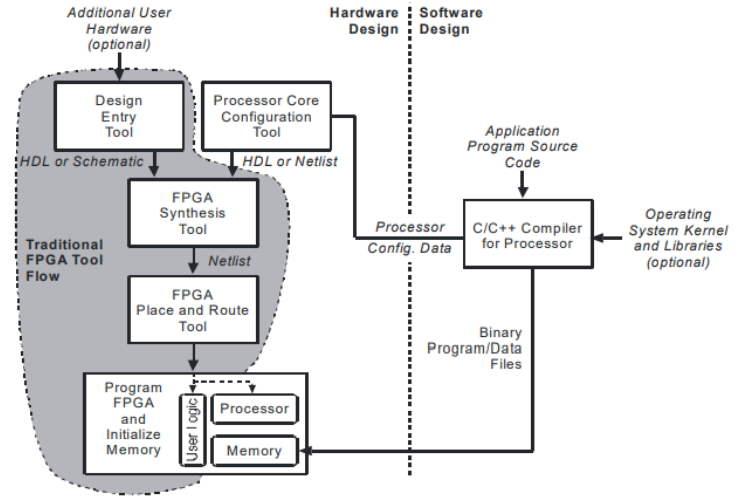 Additional User
Hardware
(optional)
Hardware
Design
Software
Design
Design
Entry
Tool
Processor Core
Configuration
Tool
HDL or Schematic
HDL or Netlist
Application
Program Source
Code
FPGA
Synthesis
Tool
Processor
Config. Data
C/C++ Compiler
for Processor
Operating
System Kernel
and Libraries
(optional)
Traditional
FPGA Tool
Flow
Netlist
FPGA
Place and Route
Tool
Binary
Program/Data
Files
Program
FPGA
and
Initialize
Memory
User Logic
Processor
Memory